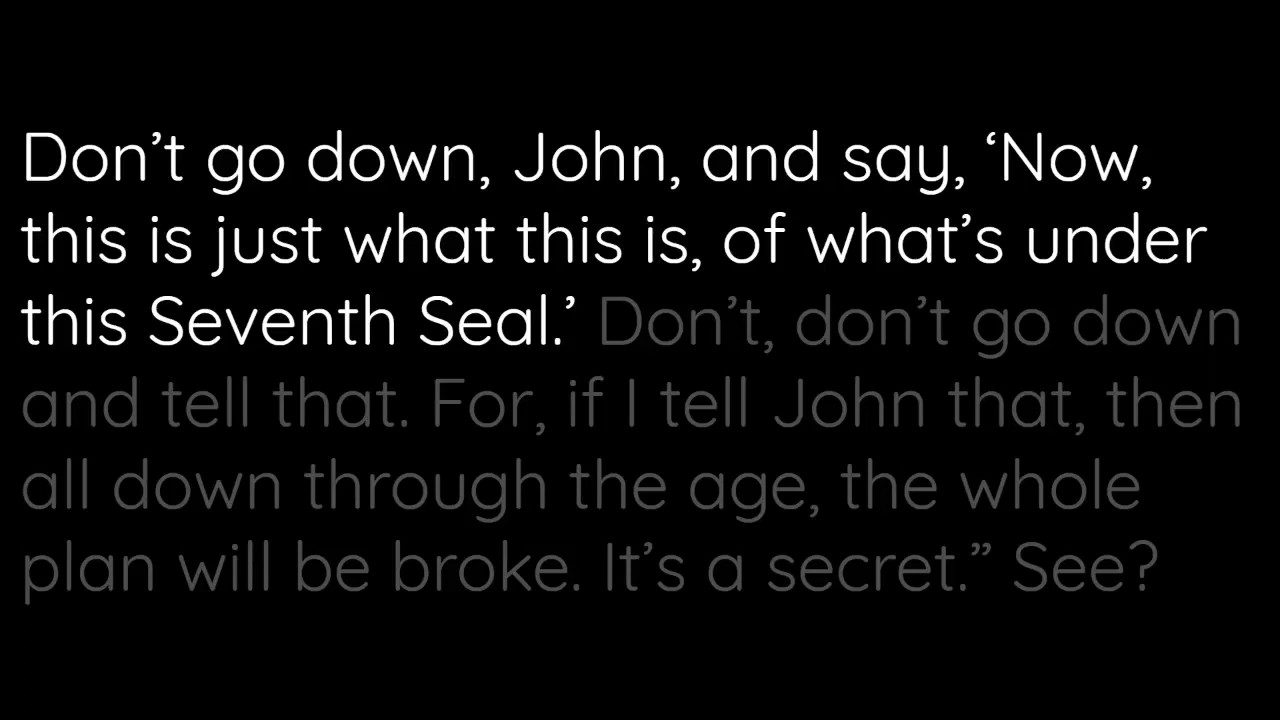 Don’t go down, John, and say, ‘Now,
this is just what this is, of what’s under
this Seventh Seal.’ Don’t, don’t go down
and tell that. For, if I tell John that, then
all down through the age, the whole
plan will be broke. It’s a secret.” See?